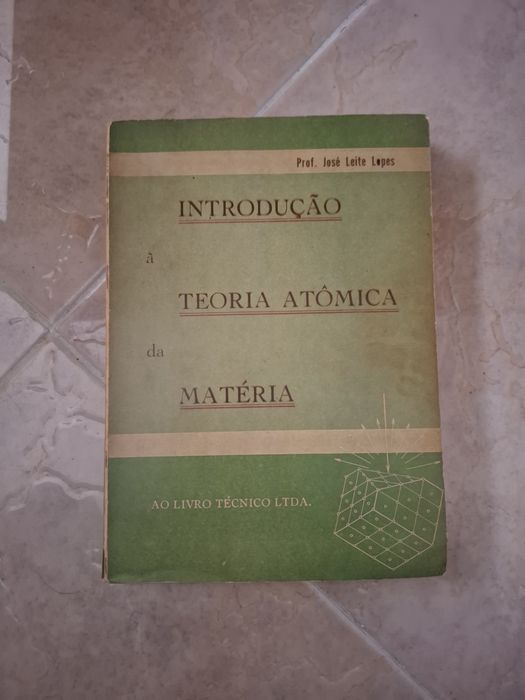 Prof. José Leite Lopes
INTRODUÇÃO
à
TEORIA ATÔMICA
da
MATÉRIA
AO LIVRO TÉCNICO LTDA.